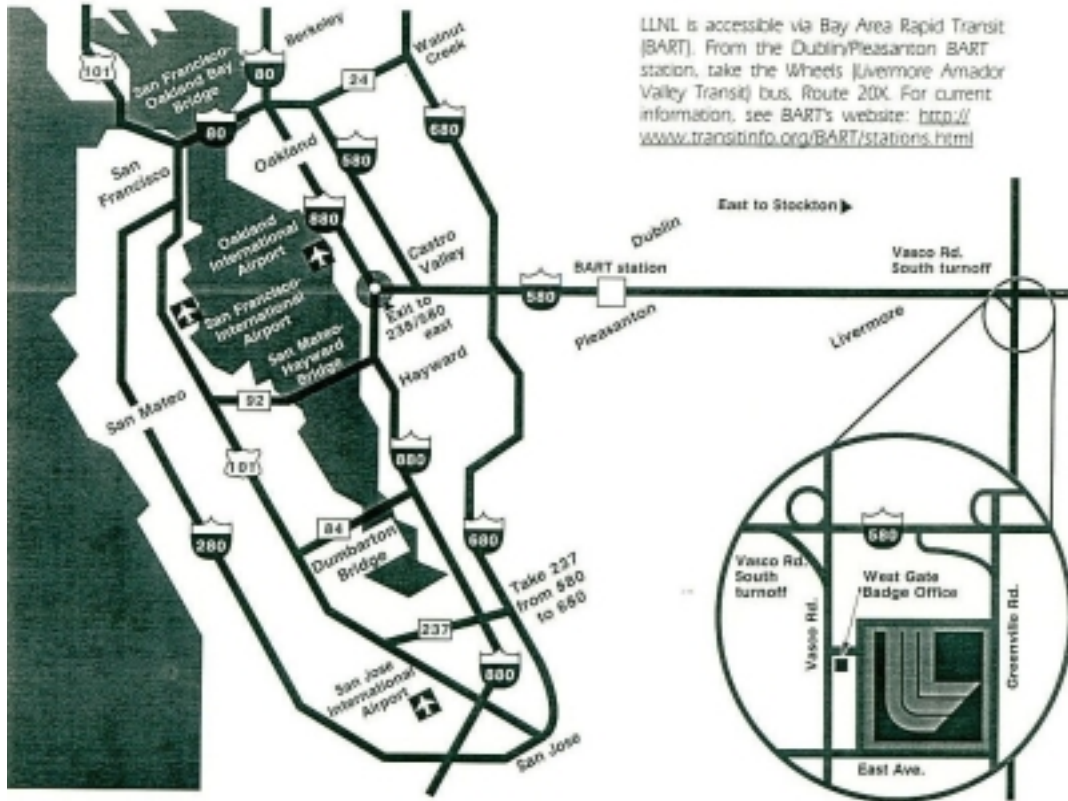 LLNL is accessible via Bay Area Rapid Transit
(BART). From the Dublin/Pleasanton BART
station, take the Wheels (Livermore Amador
Valley Transit) bus, Route 20X. For current
information, see BART's website: http://
www.transitinfo.org/BART/stations.html
101
San Francisco-
Oakland Bay
Bridge
80
Berkeley
Walnut
Creek
24
80
680
580
Oakland
San
Francisco
880
Oakland
International
Airport
Castro
Valley
East to Stockton
Dublin
BART station
580
Pleasanton
Vasco Rd.
South turnoff
Livermore
San Francisco-
International
Airport
Exit to
238/580
east
San Mateo-
Hayward
Bridge
Hayward
San Mateo
92
101
880
280
84
Dumbarton
Bridge
680
Take 237
from 880
to 680
237
San Jose
International
Airport
880
San Jose
580
Vasco Rd.
South
turnoff
West Gate
Badge Office
Vasco Rd.
Greenville Rd.
East Ave.